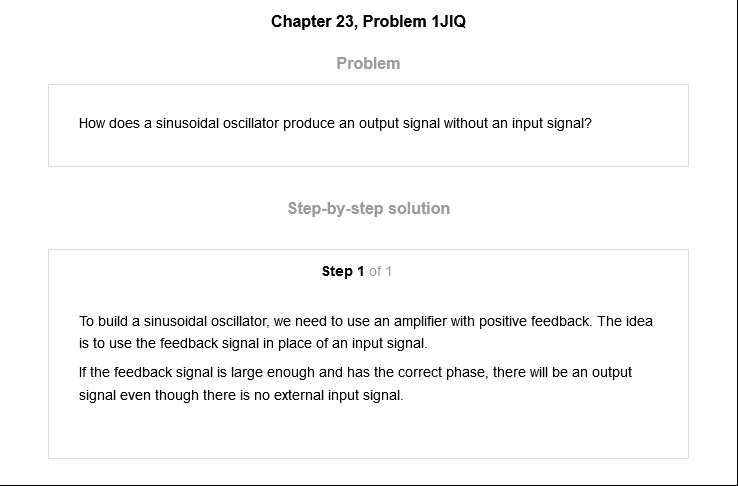 Chapter 23, Problem 1JIQ
Problem
How does a sinusoidal oscillator produce an output signal without an input signal?
Step-by-step solution
Step 1 of 1
To build a sinusoidal oscillator, we need to use an amplifier with positive feedback. The idea
is to use the feedback signal in place of an input signal.
If the feedback signal is large enough and has the correct phase, there will be an output
signal even though there is no external input signal.